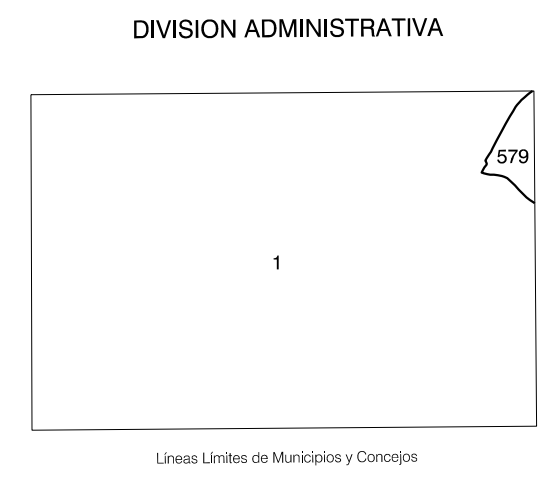 DIVISION ADMINISTRATIVA
579
1
Líneas Límites de Municipios y Concejos